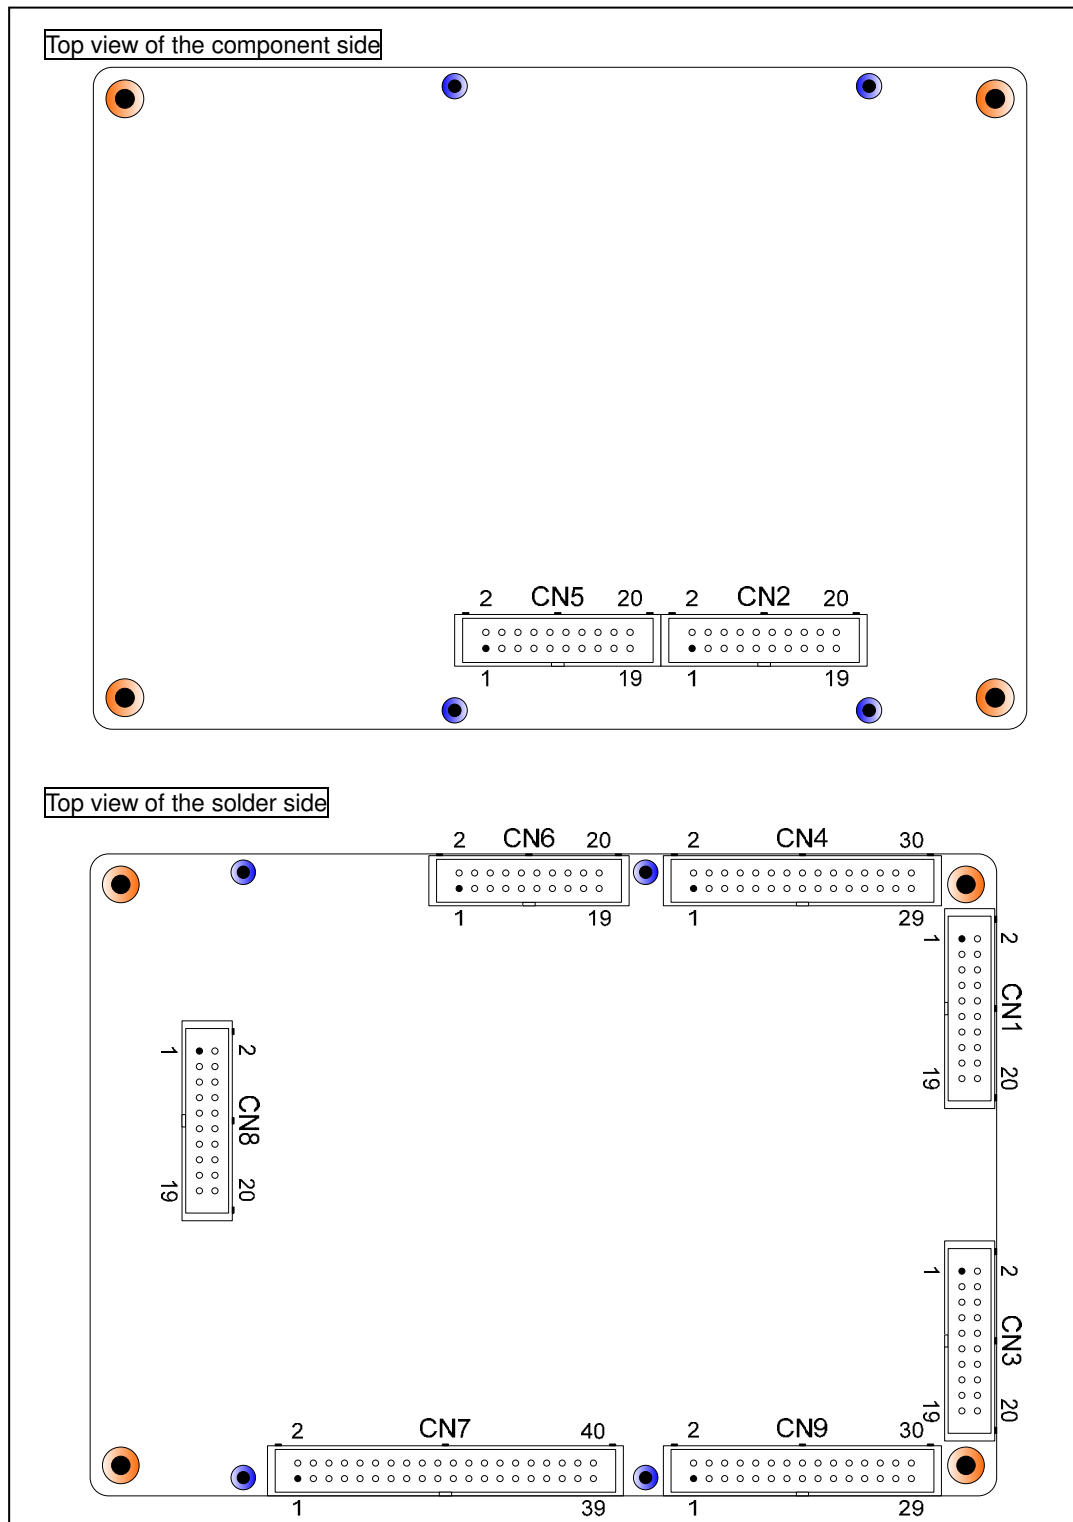 Top view of the component side
2 CN5 20 2 CN2 20
1 19 1 19
Top view of the solder side
2 CN6 20 2 CN4 30
1 19 1 29
1 2
CN1
19 20
1 2
CN8
19 20
1 2
CN3
19 20
2 CN7 40 2 CN9 30
1 39 1 29